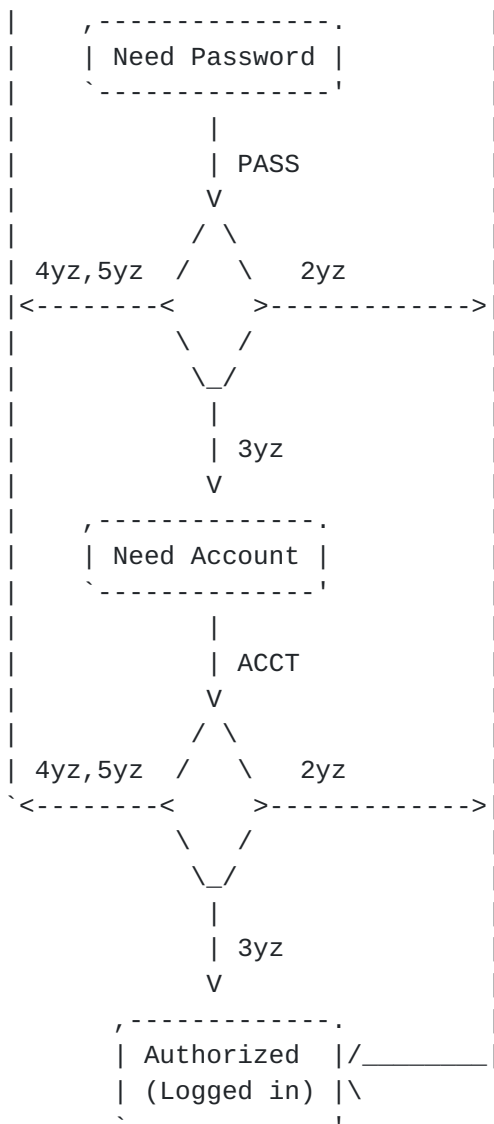 Need Password
PASS
4yz,5yz 2yz
3yz
Need Account
ACCT
4yz,5yz 2yz
3yz
Authorized
(Logged in)